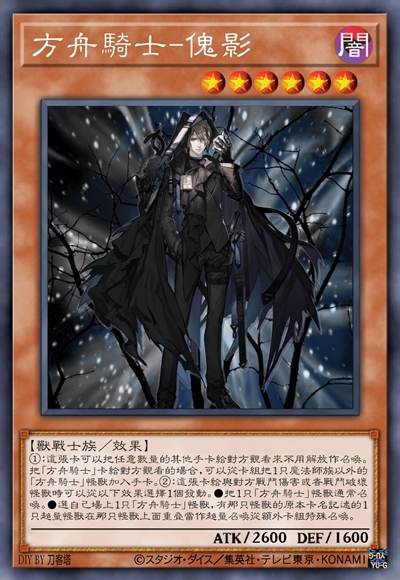 方舟騎士-傀影
闇
【獸戰士族／效果】
①:這張卡可以把任意數量的其他手卡給對方觀看來不用解放作召喚。
把「方舟騎士」卡給對方觀看的場合,可以從卡組把1只魔法師族以外的
「方舟騎士」怪獸加入手卡。②:這張卡給與對方戰鬥傷害或者戰鬥破壞
怪獸時可以從以下效果選擇1個發動。●把1只「方舟騎士」怪獸通常召
喚。●選自己場上1只「方舟騎士」怪獸,有那只怪獸的原本卡名記述的1
只超量怪獸在那只怪獸上面重疊當作超量召喚從額外卡組特殊召喚。
ATK/2600 DEF/1600
DIY BY 刀客塔
©スタジオ・ダイス／集英社・テレビ東京・KONAMI